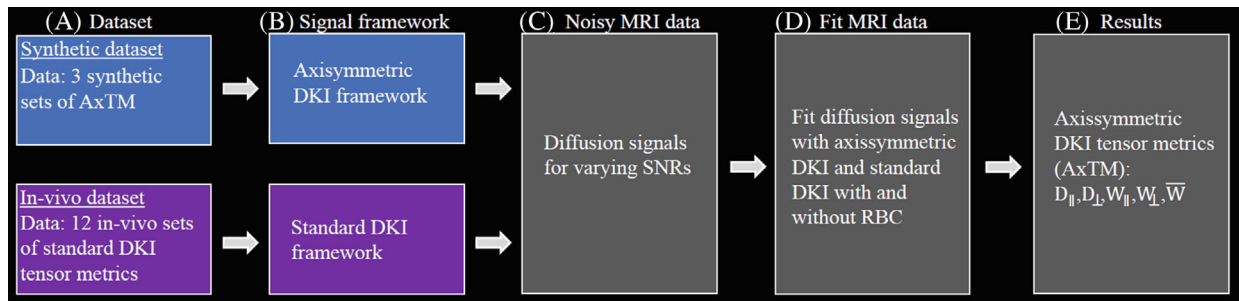 (A) Dataset
Synthetic dataset
Data: 3 synthetic
sets of AxTM
In-vivo dataset
Data: 12 in-vivo sets
of standard DKI
tensor metrics
(B) Signal framework
Axisymmetric
DKI framework
Standard DKI
framework
(C) Noisy MRI data
Diffusion signals
for varying SNRs
(D) Fit MRI data
Fit diffusion signals
with axissymmetric
DKI and standard
DKI with and
without RBC
(E) Results
Axissymmetric
DKI tensor metrics
(AxTM):
D∥,D⊥,W∥,W⊥,W̅